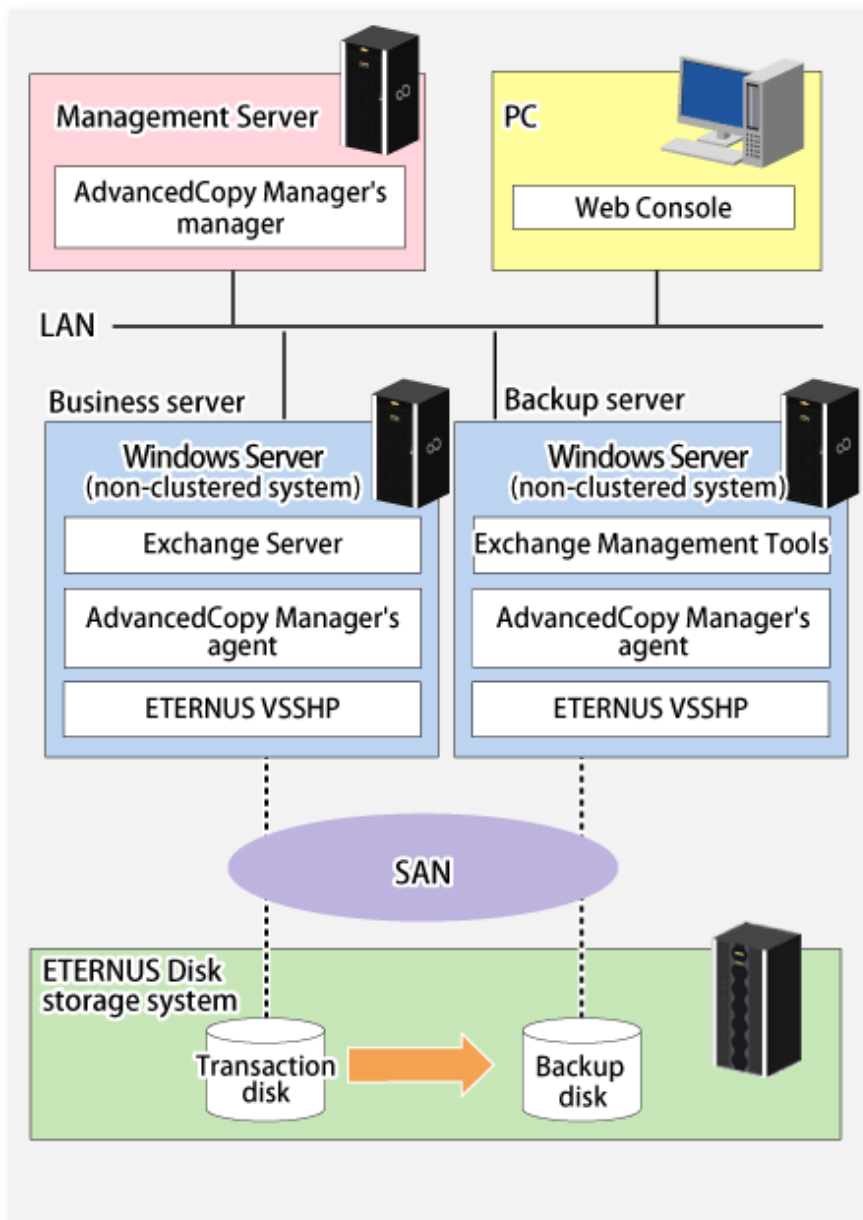 Management Server
AdvancedCopy Manager's
manager
PC
Web Console
LAN
Business server
Windows Server
(non-clustered system)
Exchange Server
AdvancedCopy Manager's
agent
ETERNUS VSSHP
Backup server
Windows Server
(non-clustered system)
Exchange Management Tools
AdvancedCopy Manager's
agent
ETERNUS VSSHP
SAN
ETERNUS Disk
storage system
Transaction
disk
Backup
disk